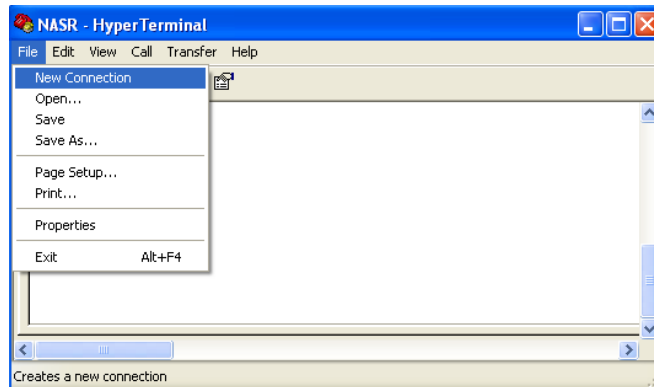 NASR - HyperTerminal
File Edit View Call Transfer Help
New Connection
Open...
Save
Save As...
Page Setup...
Print...
Properties
Exit Alt+F4
Creates a new connection